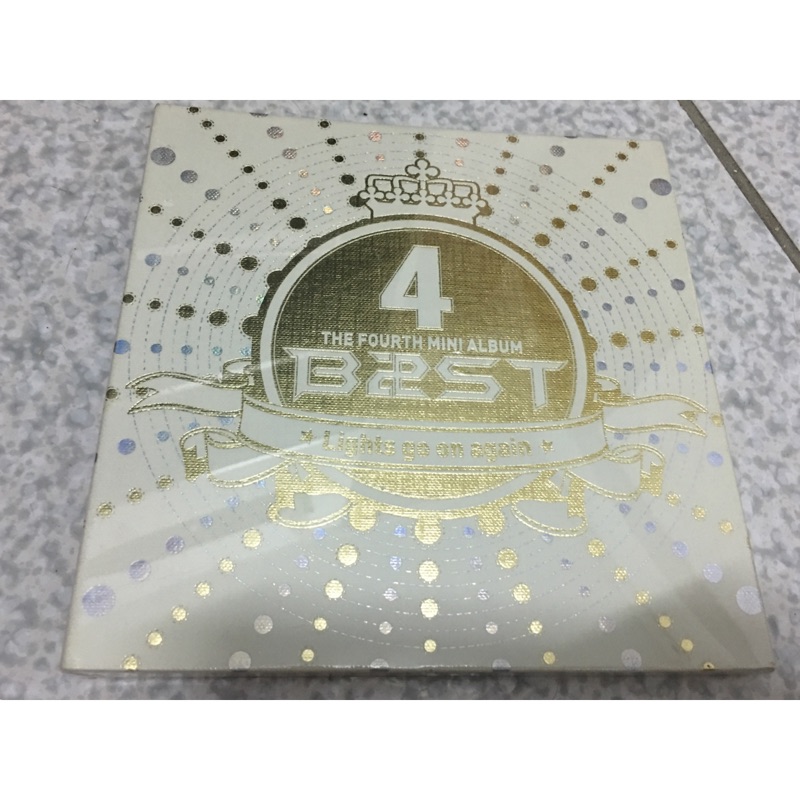 4
THE FOURTH MINI ALBUM
B2ST
Lights go on again